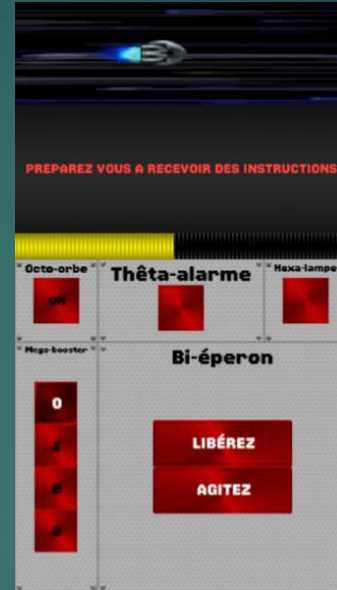 PREPAREZ VOUS A RECEVOIR DES INSTRUCTIONS
Octo-orbe
Thêta-alarme
Hexa-lampe
ON
Mega-booster
Bi-éperon
0
1
2
3
LIBÉREZ
AGITEZ